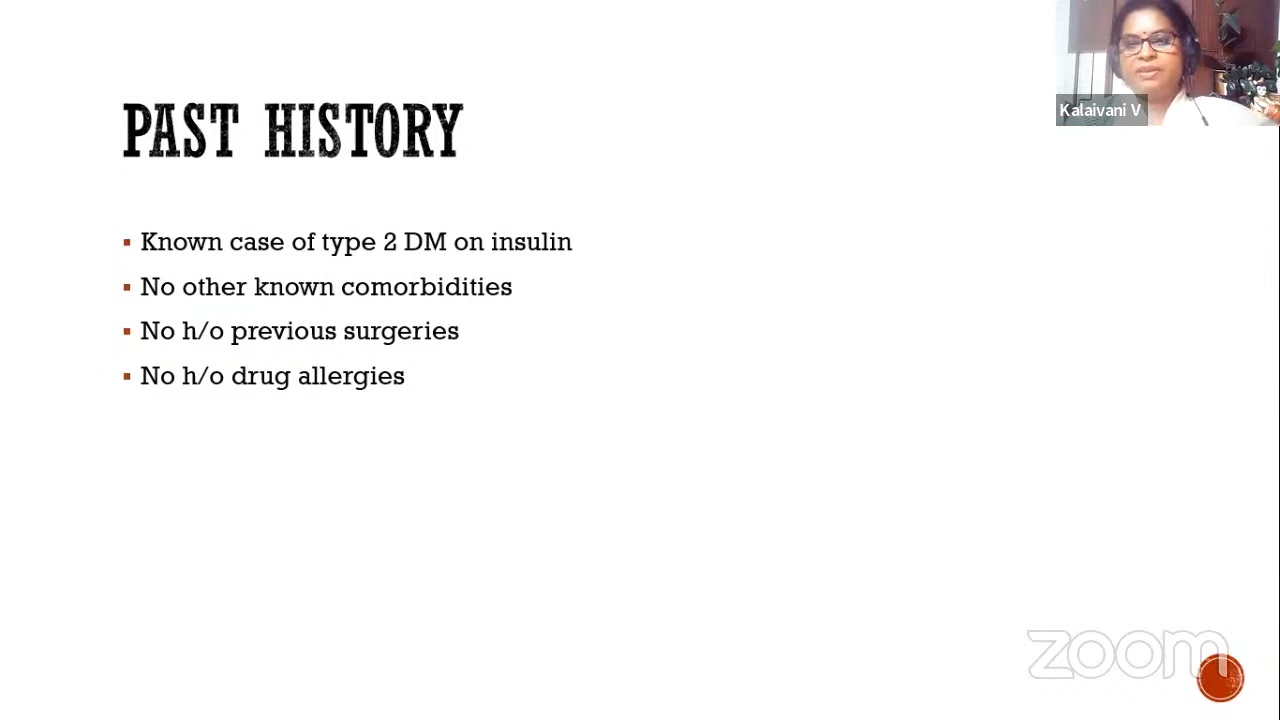 Kalaivani V
PAST HISTORY
Known case of type 2 DM on insulin
No other known comorbidities
No h/o previous surgeries
No h/o drug allergies
zoom